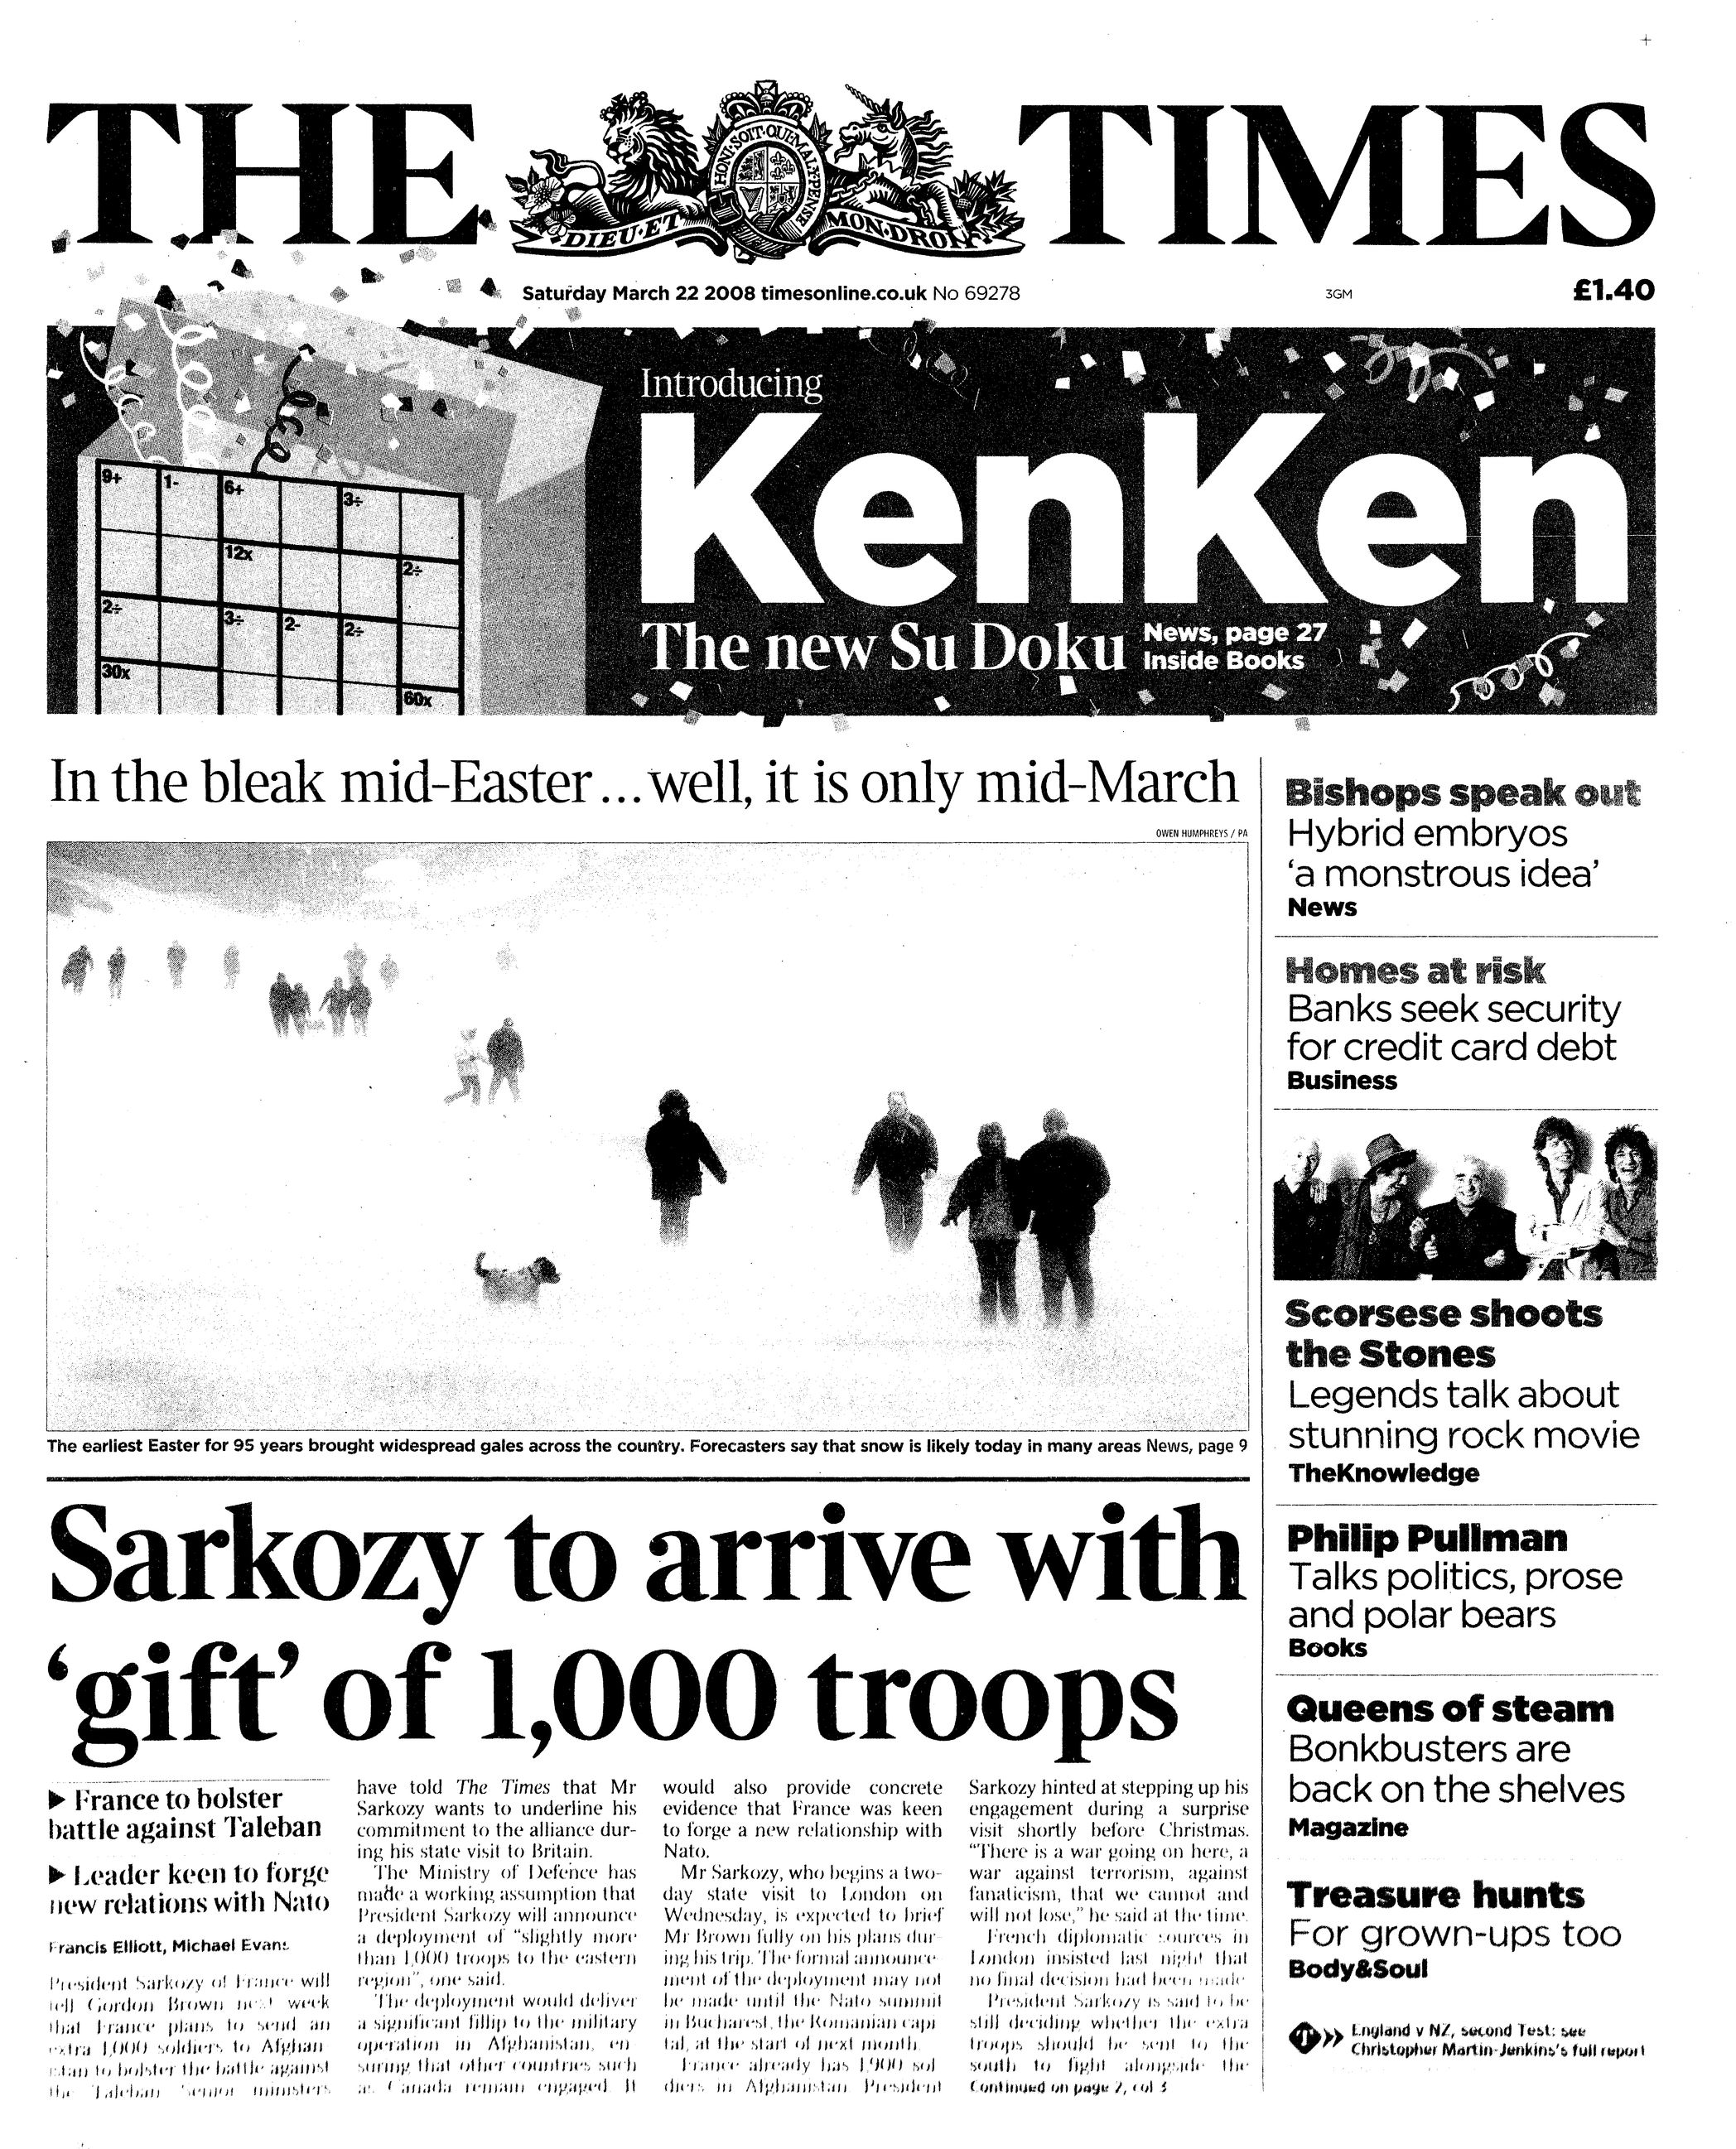 THE TIMES
HONI·SOIT·QUI·MAL·Y·PENSE
DIEU·ET MON·DROIT
Saturday March 22 2008 timesonline.co.uk No 69278
3GM
£1.40
Introducing
KenKen
The new Su Doku
News, page 27
Inside Books
9+ 1- 6+ 3÷
12x 2÷
2÷ 3÷ 2- 2÷
30x 60x
In the bleak mid-Easter...well, it is only mid-March
OWEN HUMPHREYS / PA
The earliest Easter for 95 years brought widespread gales across the country. Forecasters say that snow is likely today in many areas News, page 9
Sarkozy to arrive with
‘gift’ of 1,000 troops
▶ France to bolster
battle against Taleban
▶ Leader keen to forge
new relations with Nato
Francis Elliott, Michael Evans
President Sarkozy of France will
tell Gordon Brown next week
that France plans to send an
extra 1,000 soldiers to Afghan-
istan to bolster the battle against
the Taleban. Senior ministers
have told The Times that Mr
Sarkozy wants to underline his
commitment to the alliance dur-
ing his state visit to Britain.
The Ministry of Defence has
made a working assumption that
President Sarkozy will announce
a deployment of “slightly more
than 1,000 troops to the eastern
region”, one said.
The deployment would deliver
a significant fillip to the military
operation in Afghanistan, en-
suring that other countries such
as Canada remain engaged. It
would also provide concrete
evidence that France was keen
to forge a new relationship with
Nato.
Mr Sarkozy, who begins a two-
day state visit to London on
Wednesday, is expected to brief
Mr Brown fully on his plans dur-
ing his trip. The formal announce-
ment of the deployment may not
be made until the Nato summit
in Bucharest, the Romanian capi-
tal, at the start of next month.
France already has 1,900 sol-
diers in Afghanistan. President
Sarkozy hinted at stepping up his
engagement during a surprise
visit shortly before Christmas.
“There is a war going on here, a
war against terrorism, against
fanaticism, that we cannot and
will not lose,” he said at the time.
French diplomatic sources in
London insisted last night that
no final decision had been made.
President Sarkozy is said to be
still deciding whether the extra
troops should be sent to the
south to fight alongside the
Continued on page 2, col 3
Bishops speak out
Hybrid embryos
‘a monstrous idea’
News
Homes at risk
Banks seek security
for credit card debt
Business
Scorsese shoots
the Stones
Legends talk about
stunning rock movie
TheKnowledge
Philip Pullman
Talks politics, prose
and polar bears
Books
Queens of steam
Bonkbusters are
back on the shelves
Magazine
Treasure hunts
For grown-ups too
Body&Soul
England v NZ, second Test: see
Christopher Martin-Jenkins’s full report